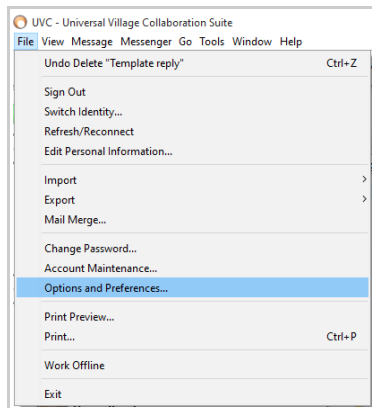 UVC - Universal Village Collaboration Suite
File View Message Messenger Go Tools Window Help
Undo Delete "Template reply" Ctrl+Z
Sign Out
Switch Identity...
Refresh/Reconnect
Edit Personal Information...
Import
Export
Mail Merge...
Change Password...
Account Maintenance...
Options and Preferences...
Print Preview...
Print... Ctrl+P
Work Offline
Exit